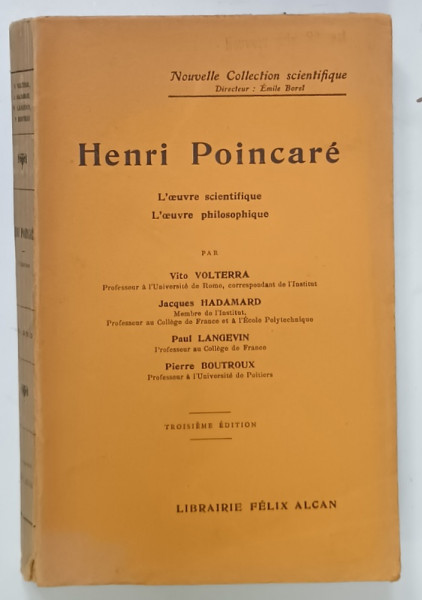 Nouvelle Collection scientifique
Directeur : Émile Borel
Henri Poincaré
L'œuvre scientifique
L'œuvre philosophique
PAR
Vito VOLTERRA
Professeur à l'Université de Rome, correspondant de l'Institut
Jacques HADAMARD
Membre de l'Institut,
Professeur au Collège de France et à l'École Polytechnique
Paul LANGEVIN
Professeur au Collège de France
Pierre BOUTROUX
Professeur à l'Université de Poitiers
TROISIÈME ÉDITION
LIBRAIRIE FÉLIX ALCAN